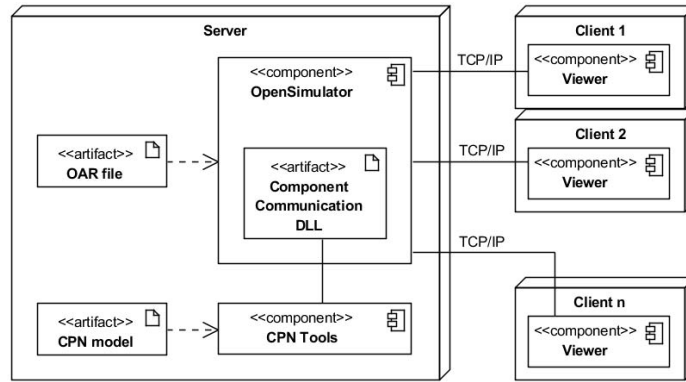 Server
<<component>>
OpenSimulator
<<artifact>>
OAR file
<<artifact>>
Component
Communication
DLL
<<artifact>>
CPN model
<<component>>
CPN Tools
TCP/IP
Client 1
<<component>>
Viewer
TCP/IP
Client 2
<<component>>
Viewer
TCP/IP
Client n
<<component>>
Viewer